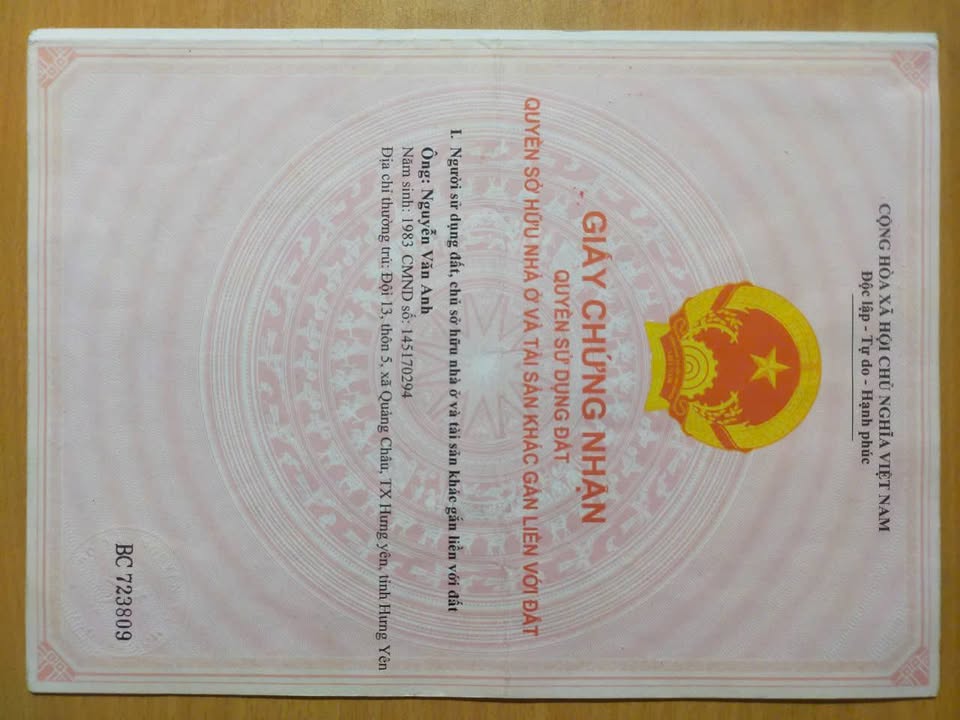 CỘNG HÒA XÃ HỘI CHỦ NGHĨA VIỆT NAM
Độc lập - Tự do - Hạnh phúc
GIẤY CHỨNG NHẬN
QUYỀN SỬ DỤNG ĐẤT
QUYỀN SỞ HỮU NHÀ Ở VÀ TÀI SẢN KHÁC GẮN LIỀN VỚI ĐẤT
I. Người sử dụng đất, chủ sở hữu nhà ở và tài sản khác gắn liền với đất
Ông: Nguyễn Văn Anh
Năm sinh: 1983 CMND số: 145170294
Địa chỉ thường trú: Đội 13, thôn 5, xã Quảng Châu, TX Hưng yên, tỉnh Hưng Yên
BC 723809